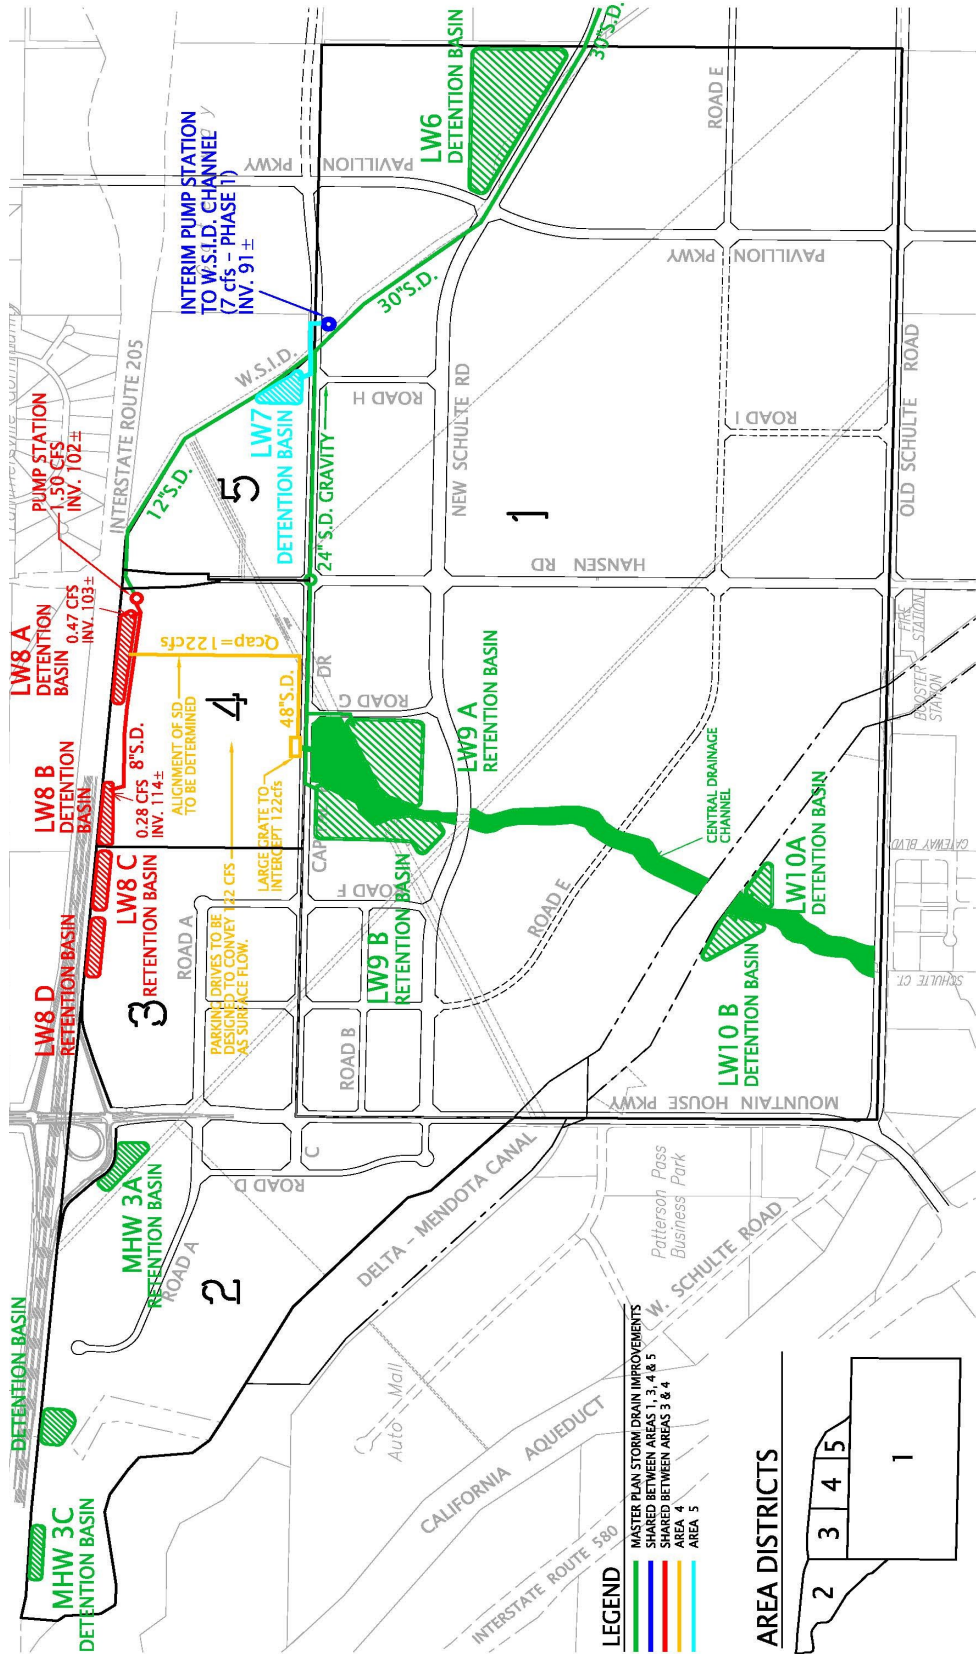 DETENTION BASIN
MHW 3C
DETENTION BASIN
MHW 3A
RETENTION BASIN
LW8 D
RETENTION BASIN
LW8 C
RETENTION BASIN
LW8 B
DETENTION
BASIN
0.28 CFS
INV. 114±
8"S.D.
LW8 A
DETENTION
BASIN
0.47 CFS
INV. 103±
PUMP STATION
1.50 CFS
INV. 102±
INTERSTATE ROUTE 205
12"S.D.
W.S.I.D.
INTERIM PUMP STATION
TO W.S.I.D. CHANNEL
(7 cfs - PHASE 1)
INV. 91±
PAVILLION
PKWY
LW6
DETENTION BASIN
30"S.D.
30"S.D.
LW7
DETENTION BASIN
24" S.D. GRAVITY
5
4
3
2
1
ALIGNMENT OF SD
TO BE DETERMINED
Qcap=122cfs
48"S.D.
LARGE GRATE TO
INTERCEPT 122cfs
PARKING DRIVES TO BE
DESIGNED TO CONVEY 122 CFS
AS SURFACE FLOW.
ROAD A
ROAD A
ROAD B
C
ROAD D
ROAD F
ROAD G
CAP
DR
ROAD H
NEW SCHULTE RD
ROAD E
ROAD E
PAVILLION
PKWY
ROAD I
HANSEN
RD
OLD SCHULTE
ROAD
LW9 A
RETENTION BASIN
LW9 B
RETENTION BASIN
CENTRAL DRAINAGE
CHANNEL
LW10A
DETENTION BASIN
LW10 B
DETENTION BASIN
FIRE
STATION
BOOSTER
STATION
GATEWAY BLVD
SCHULTE CT.
MOUNTAIN HOUSE PKWY
DELTA - MENDOTA CANAL
Patterson Pass
Business Park
W. SCHULTE ROAD
Auto Mall
CALIFORNIA AQUEDUCT
INTERSTATE ROUTE 580
LEGEND
MASTER PLAN STORM DRAIN IMPROVEMENTS
SHARED BETWEEN AREAS 1, 3, 4 & 5
SHARED BETWEEN AREAS 3 & 4
AREA 4
AREA 5
AREA DISTRICTS
2
3
4
5
1